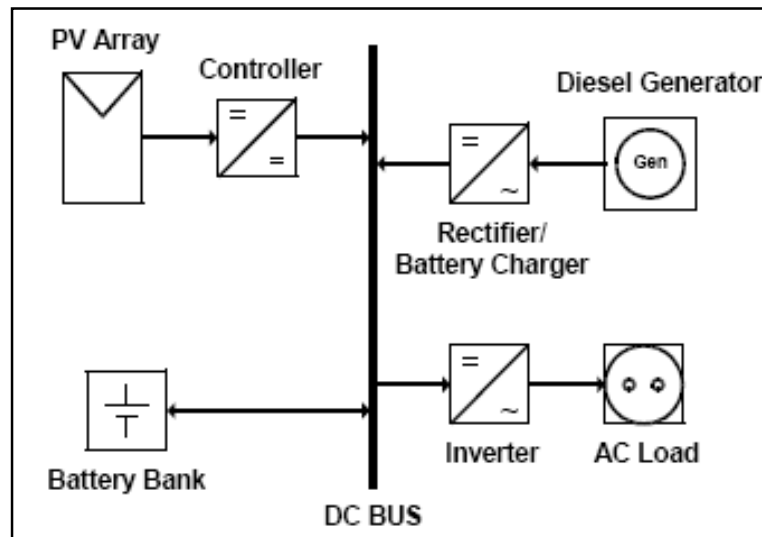 PV Array
Controller
=
=
Diesel Generator
Gen
=
~
Rectifier/
Battery Charger
=
~
Inverter
AC Load
Battery Bank
DC BUS